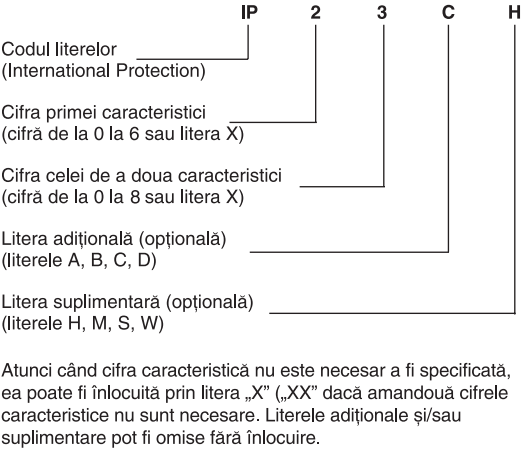 IP 2 3 C H
Codul literelor
(International Protection)
Cifra primei caracteristici
(cifră de la 0 la 6 sau litera X)
Cifra celei de a doua caracteristici
(cifră de la 0 la 8 sau litera X)
Litera adițională (opțională)
(literele A, B, C, D)
Litera suplimentară (opțională)
(literele H, M, S, W)
Atunci când cifra caracteristică nu este necesar a fi specificată,
ea poate fi înlocuită prin litera „X” („XX” dacă amandouă cifrele
caracteristice nu sunt necesare. Literele adiționale și/sau
suplimentare pot fi omise fără înlocuire.